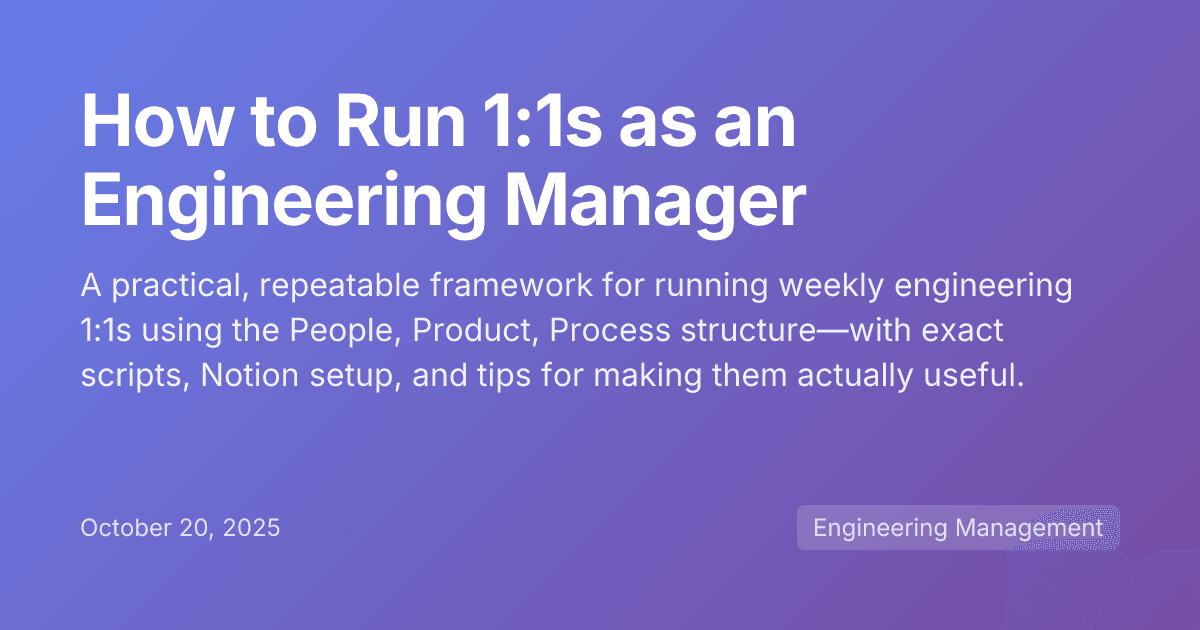 How to Run 1:1s as an
Engineering Manager
A practical, repeatable framework for running weekly engineering
1:1s using the People, Product, Process structure—with exact
scripts, Notion setup, and tips for making them actually useful.
October 20, 2025
Engineering Management